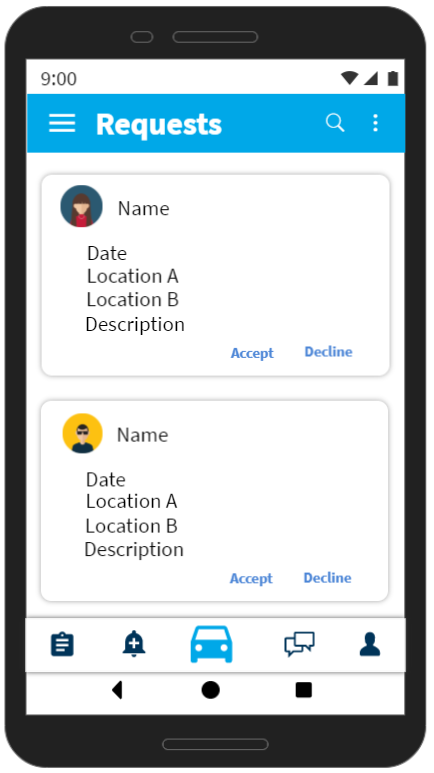 9:00
Requests
Name
Date
Location A
Location B
Description
Accept Decline
Name
Date
Location A
Location B
Description
Accept Decline